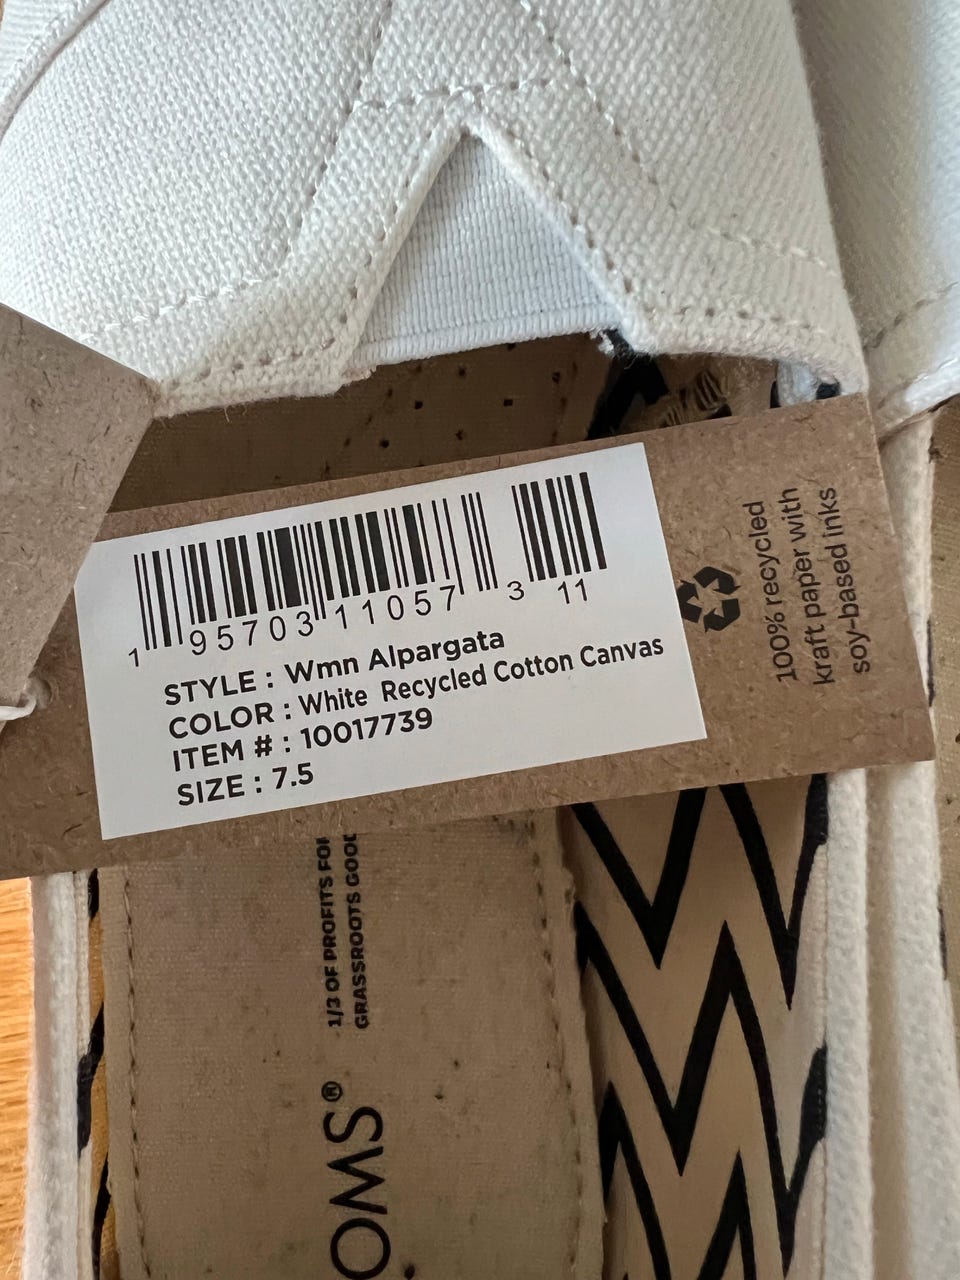 1 95703 11057 3 11
STYLE : Wmn Alpargata
COLOR : White Recycled Cotton Canvas
ITEM # : 10017739
SIZE : 7.5
100% recycled
kraft paper with
soy-based inks
1/3 OF PROFITS FOR
GRASSROOTS GOOD
OMS®